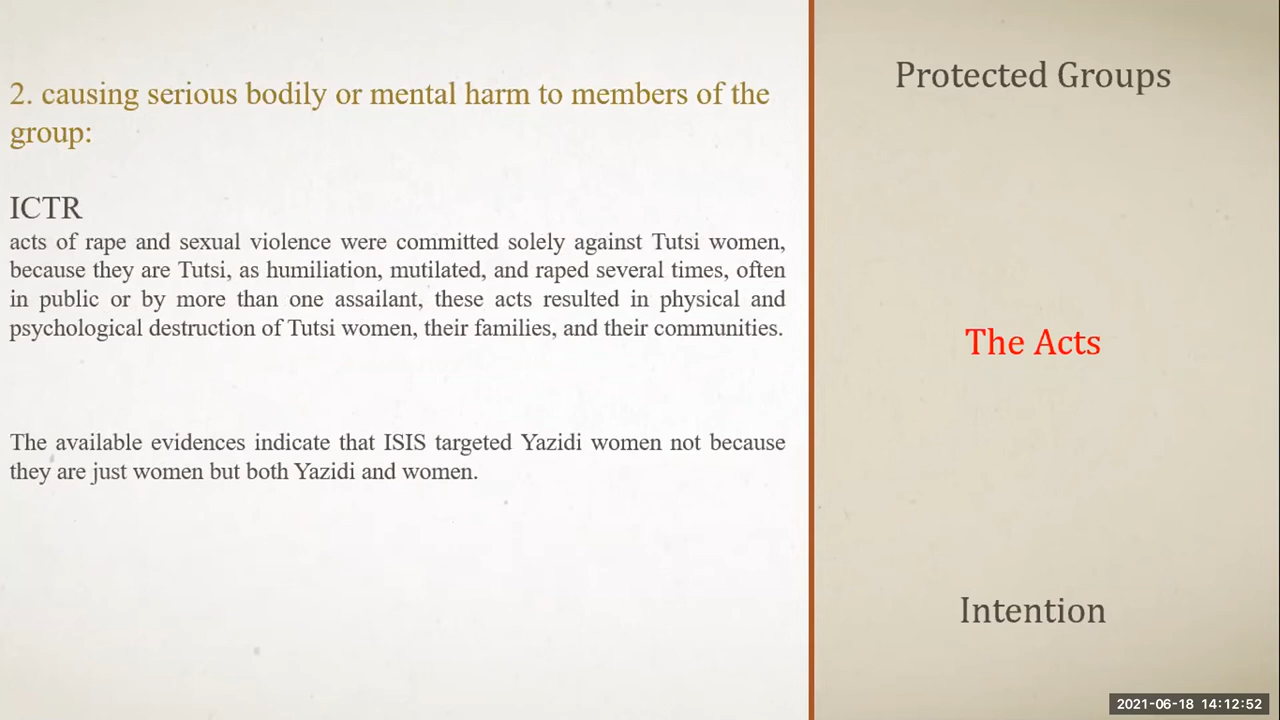 2. causing serious bodily or mental harm to members of the
group:
ICTR
acts of rape and sexual violence were committed solely against Tutsi women,
because they are Tutsi, as humiliation, mutilated, and raped several times, often
in public or by more than one assailant, these acts resulted in physical and
psychological destruction of Tutsi women, their families, and their communities.
The available evidences indicate that ISIS targeted Yazidi women not because
they are just women but both Yazidi and women.
Protected Groups
The Acts
Intention
2021-06-18 14:12:52